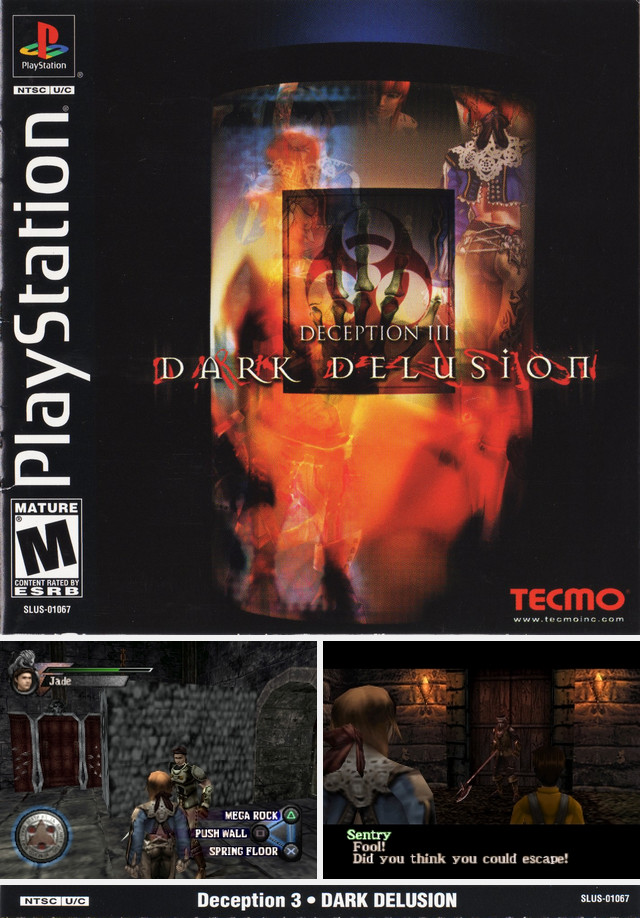 PlayStation
NTSC U/C
PlayStation
MATURE
M
CONTENT RATED BY
ESRB
SLUS-01067
DECEPTION III
DARK DELUSION
TECMO
www.tecmoinc.com
Jade
MEGA ROCK
PUSH WALL
SPRING FLOOR
Sentry
Fool!
Did you think you could escape!
NTSC U/C
Deception 3 • DARK DELUSION
SLUS-01067